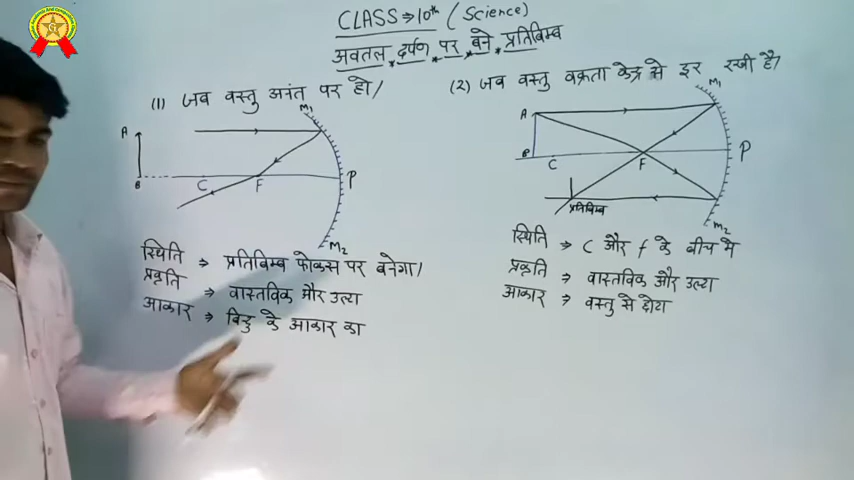 CLASS ⇒ 10th (Science)
अवतल दर्पण पर बने प्रतिबिम्ब
(1) जब वस्तु अनंत पर हो/
M1
A
B
C
F
P
M2
स्थिति ⇒ प्रतिविम्ब फोकस पर बनेगा/
प्रकृति ⇒ वास्तविक और उल्टा
आकार ⇒ बिंदु के आकार का
(2) जब वस्तु वक्रता केंद्र से दूर रखी है/
M1
A
B
C
F
P
प्रतिबिम्ब
M2
स्थिति ⇒ C और f के बीच मे
प्रकृति ⇒ वास्तविक और उल्टा
आकार ⇒ वस्तु से छोटा